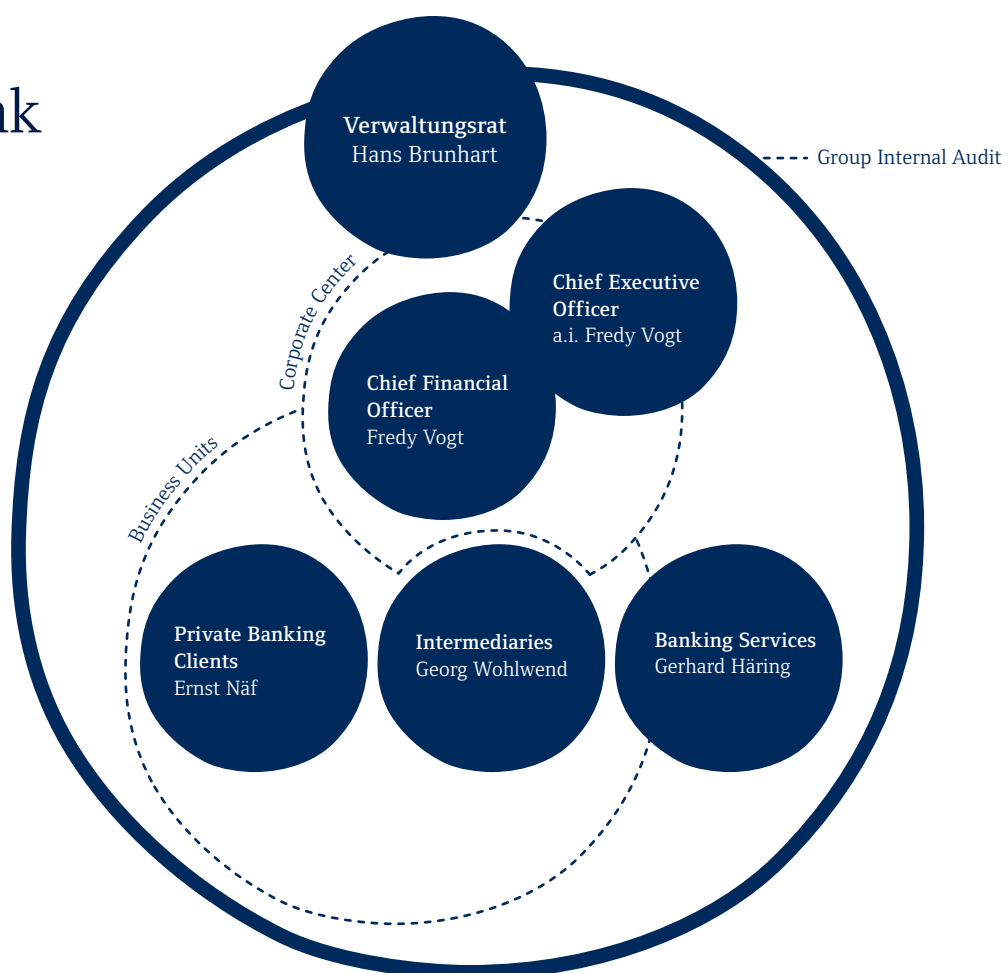 Verwaltungsrat
Hans Brunhart
Group Internal Audit
Corporate Center
Chief Executive
Officer
a.i. Fredy Vogt
Chief Financial
Officer
Fredy Vogt
Business Units
Private Banking
Clients
Ernst Näf
Intermediaries
Georg Wohlwend
Banking Services
Gerhard Häring